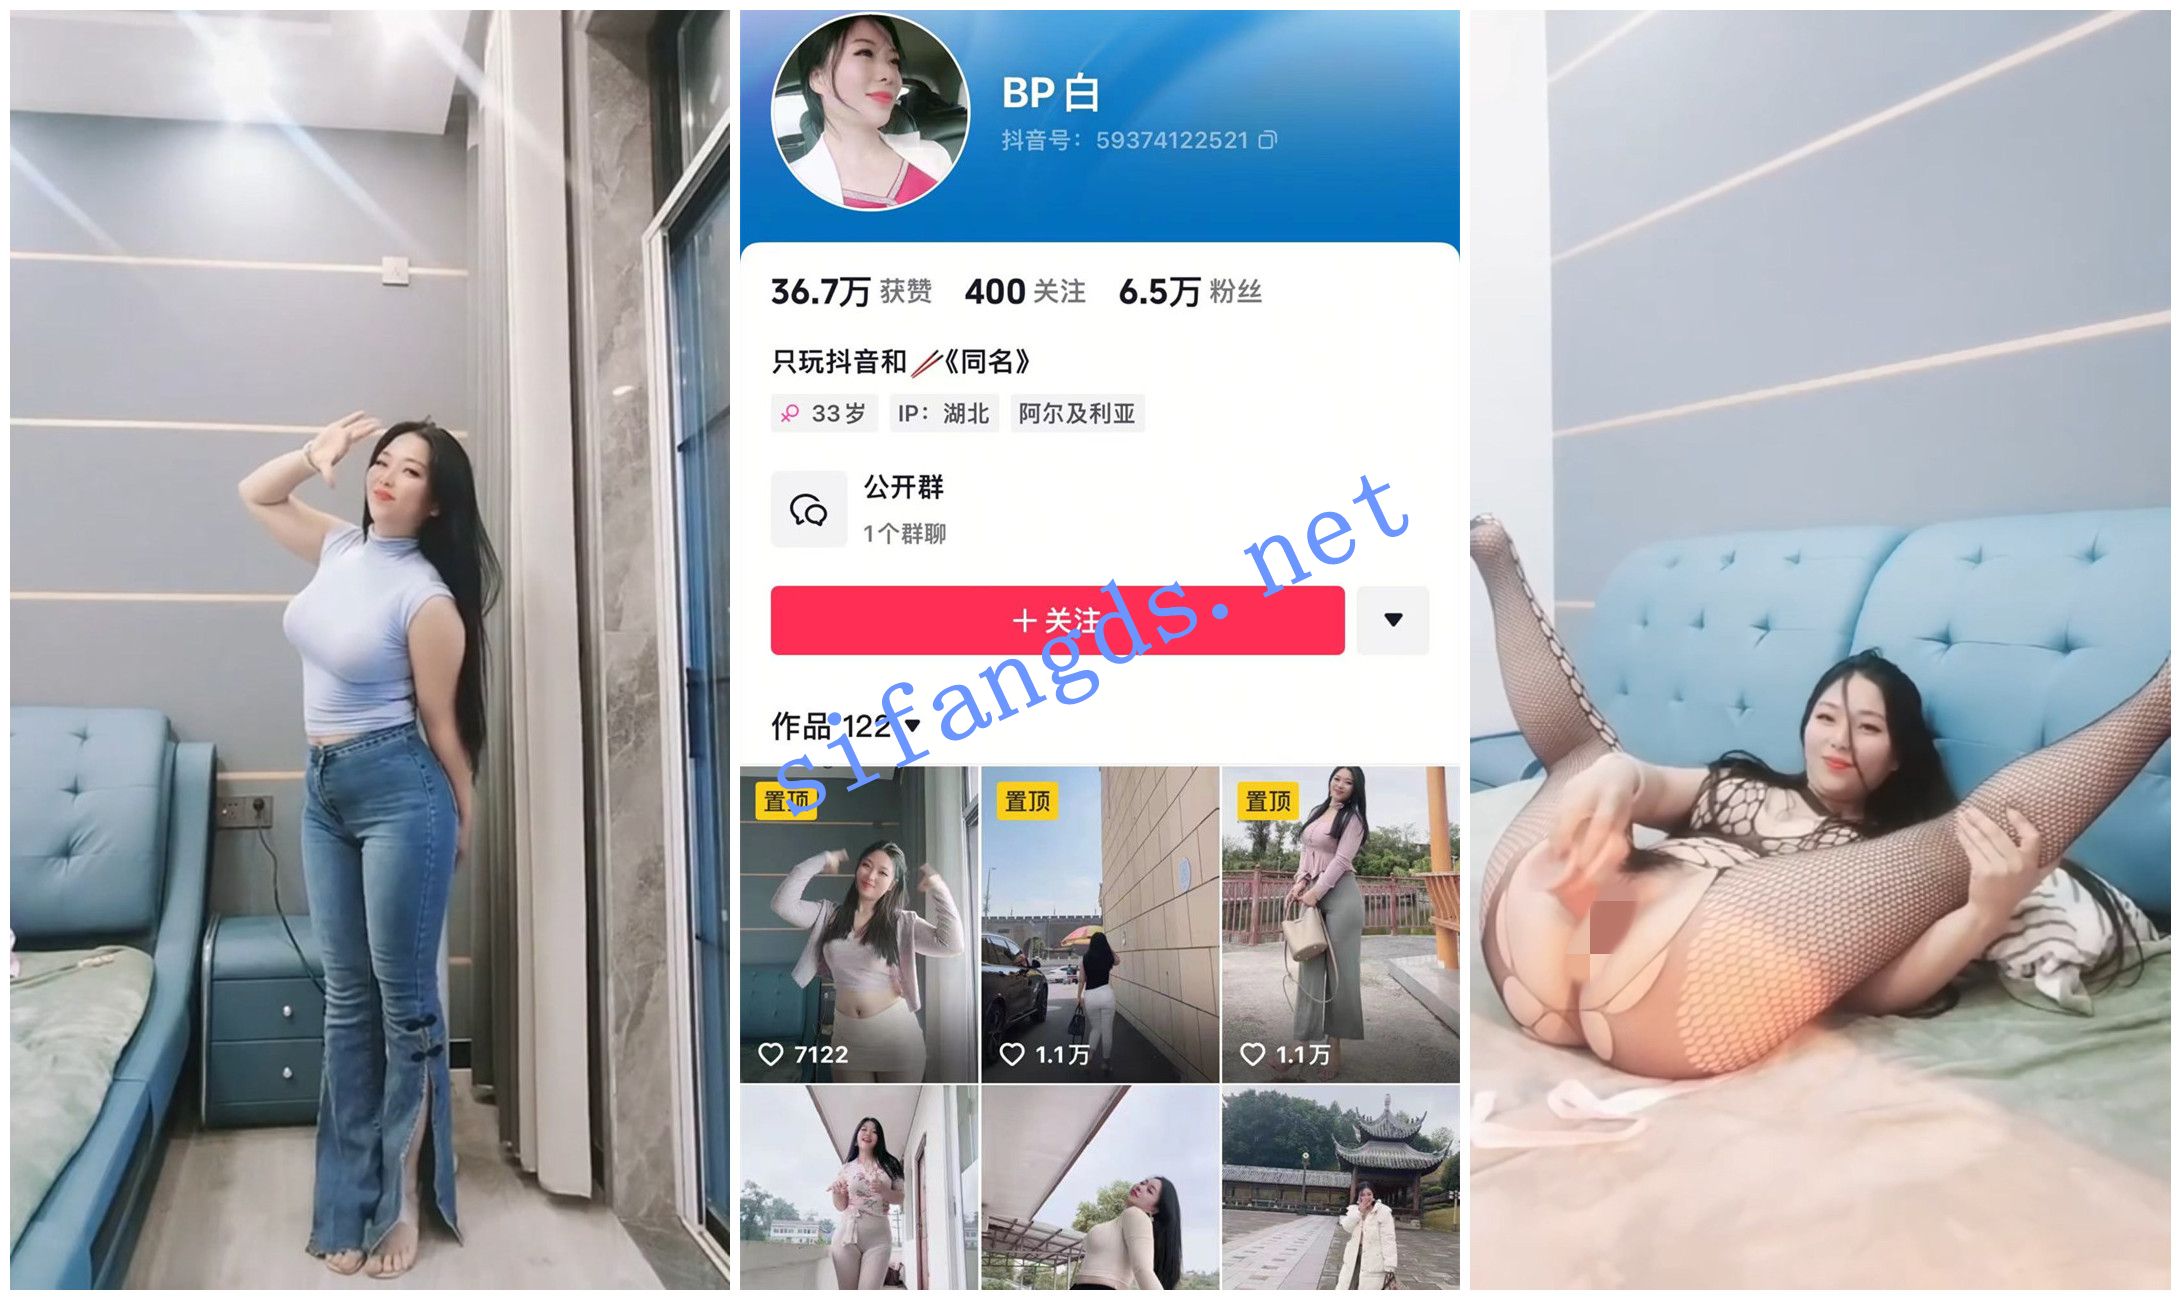 BP 白
抖音号：59374122521
36.7万 获赞 400 关注 6.5万 粉丝
只玩抖音和🥢《同名》
33岁 IP：湖北 阿尔及利亚
公开群
1个群聊
＋关注
sifangds.net
作品 122
置顶 置顶 置顶
7122 1.1万 1.1万